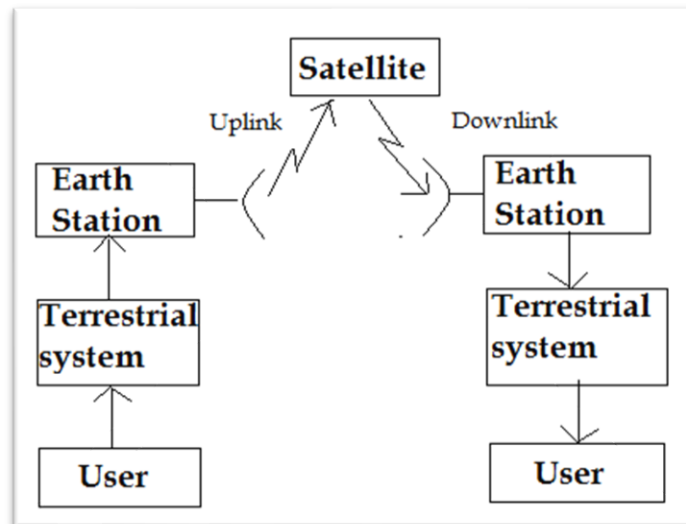 Satellite
Uplink
Downlink
Earth
Station
Earth
Station
Terrestrial
system
Terrestrial
system
User
User